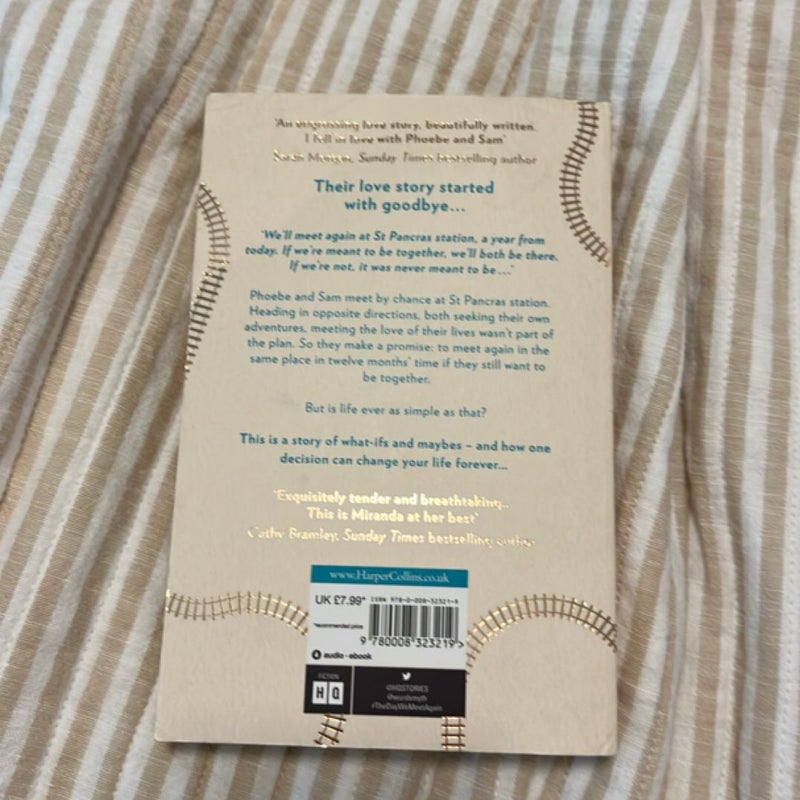 'An engrossing love story, beautifully written.
I fell in love with Phoebe and Sam'
Sarah Morgan, Sunday Times bestselling author
Their love story started
with goodbye...
'We'll meet again at St Pancras station, a year from
today. If we're meant to be together, we'll both be there.
If we're not, it was never meant to be...'
Phoebe and Sam meet by chance at St Pancras station.
Heading in opposite directions, both seeking their own
adventures, meeting the love of their lives wasn't part of
the plan. So they make a promise: to meet again in the
same place in twelve months' time if they still want to
be together.
But is life ever as simple as that?
This is a story of what-ifs and maybes – and how one
decision can change your life forever...
'Exquisitely tender and breathtaking...
This is Miranda at her best'
Cathy Bramley, Sunday Times bestselling author
www.HarperCollins.co.uk
UK £7.99*
ISBN 978-0-008-32321-9
*recommended price
9 780008 323219 >
audio · ebook
FICTION
HQ
@HQSTORIES
@wurdsmyth
#TheDayWeMeetAgain